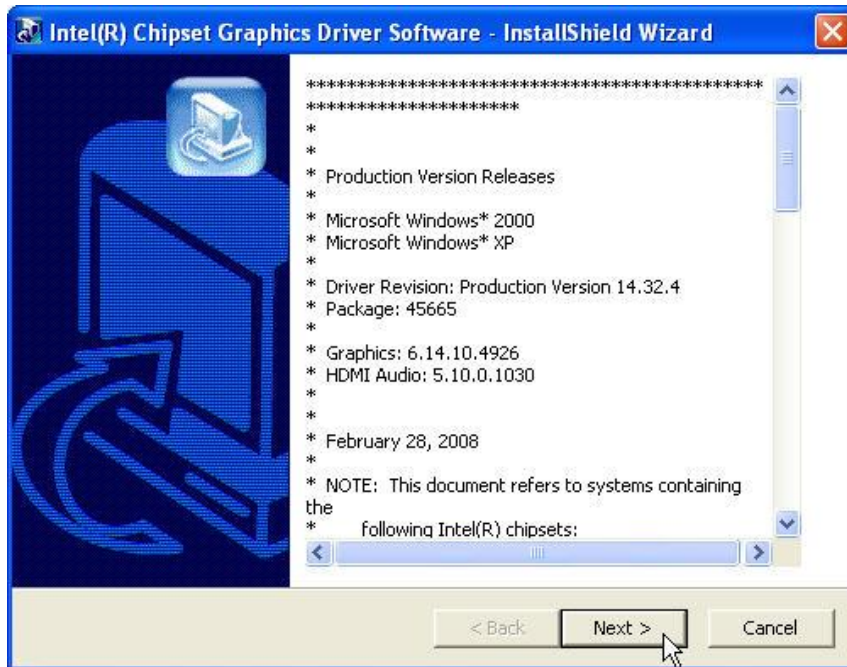 Intel(R) Chipset Graphics Driver Software - InstallShield Wizard
*********************************************
*********************
*
*
* Production Version Releases
*
* Microsoft Windows* 2000
* Microsoft Windows* XP
*
* Driver Revision: Production Version 14.32.4
* Package: 45665
*
* Graphics: 6.14.10.4926
* HDMI Audio: 5.10.0.1030
*
*
* February 28, 2008
*
* NOTE: This document refers to systems containing
the
* following Intel(R) chipsets:
< Back
Next >
Cancel